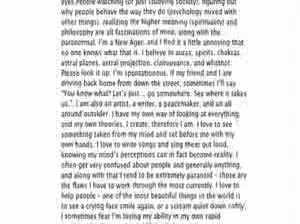 eyes.People watching (or just studying society), figuring out
why people behave the way they do (psychology mixed
with other things), realizing the higher meaning (spirituality) and
philosophy are all fascinations of mine, along with the
paranormal. I'm a New Ager, and I find it a little annoying that
no one knows what that is. I believe in auras, spirits, chakras,
astral planes, astral projection, clairvoyance, and whatnot.
Please look it up. I'm spontaneous. If my friend and I are
driving back home from down the street, sometimes I'll say
"You know what? Let's just... go somewhere. See where it takes
us.". I am also an artist, a writer, a peacemaker, and an all
around outsider. I have my own way of looking at everything,
and my own theories. I create, therefore I am. I love to see
something taken from my mind and set before me with my
own hands. I love to write songs and sing them out loud,
knowing my mind's perceptions can in fact become reality. I
often get very confused about people and generally anything,
and along with that I tend to be extremely paranoid - those are
the flaws I have to work through the most currently. I love to
help people - one of the most beautiful things in the world is
to see a crying face smile again, or a scream quiet down softly.
I sometimes fear I'm losing my ability in my own rapid